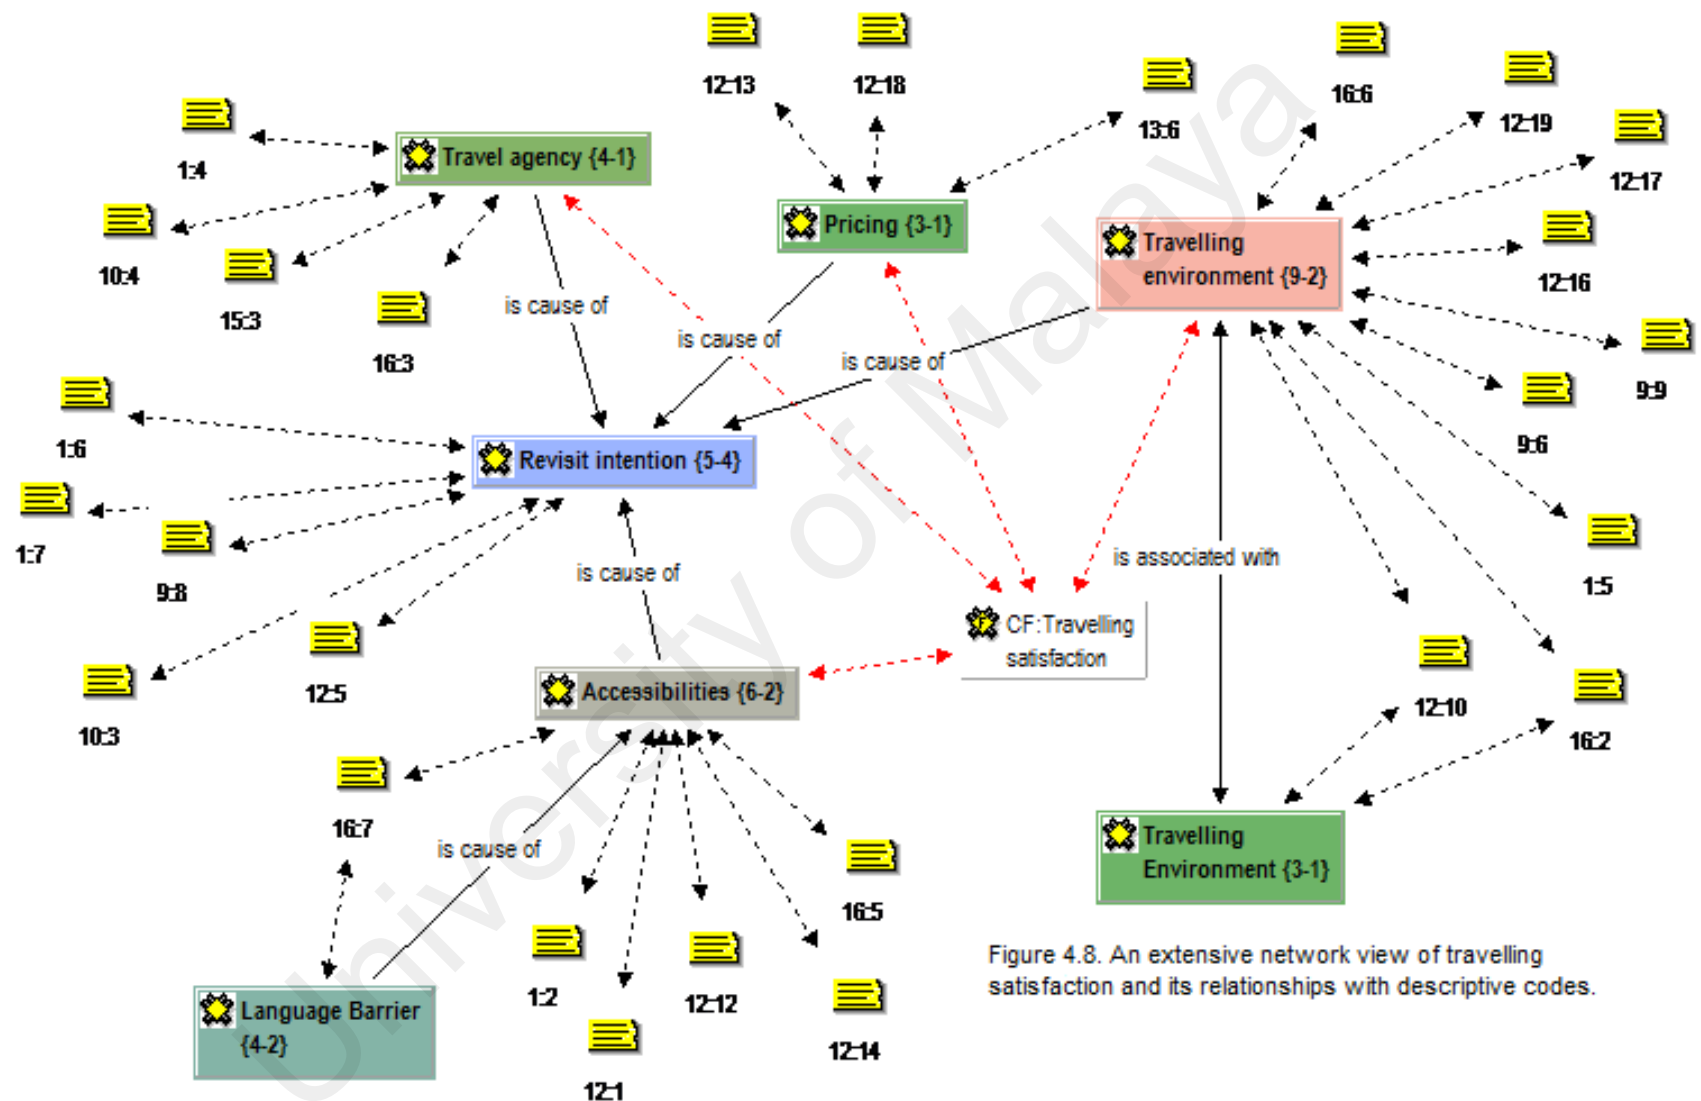 12:13
12:18
13:6
16:6
12:19
12:17
1:4
Travel agency {4-1}
10:4
15:3
16:3
Pricing {3-1}
Travelling
environment {9-2}
12:16
9:9
9:6
is cause of
is cause of
is cause of
1:6
Revisit intention {5-4}
1:7
9:8
is cause of
is associated with
1:5
12:5
10:3
CF:Travelling
satisfaction
Accessibilities {6-2}
12:10
16:2
16:7
is cause of
Travelling
Environment {3-1}
16:5
1:2
12:12
12:14
12:1
Language Barrier
{4-2}
Figure 4.8. An extensive network view of travelling
satisfaction and its relationships with descriptive codes.
University of Malaya